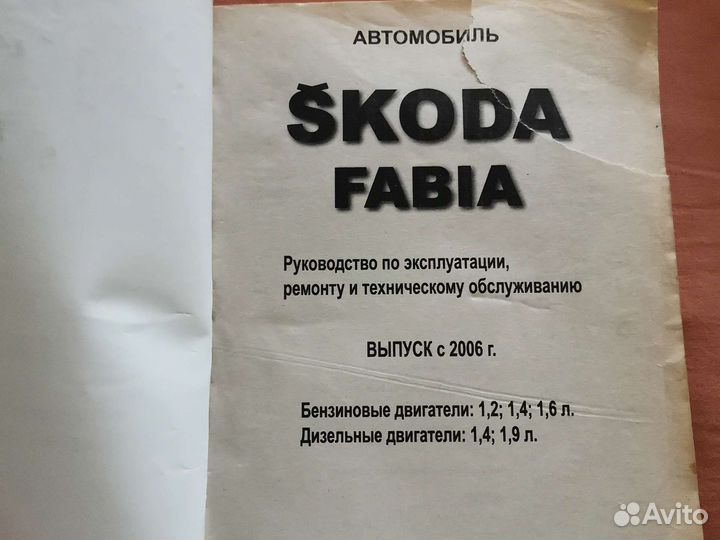 АВТОМОБИЛЬ
ŠKODA
FABIA
Руководство по эксплуатации,
ремонту и техническому обслуживанию
ВЫПУСК с 2006 г.
Бензиновые двигатели: 1,2; 1,4; 1,6 л.
Дизельные двигатели: 1,4; 1,9 л.
Avito